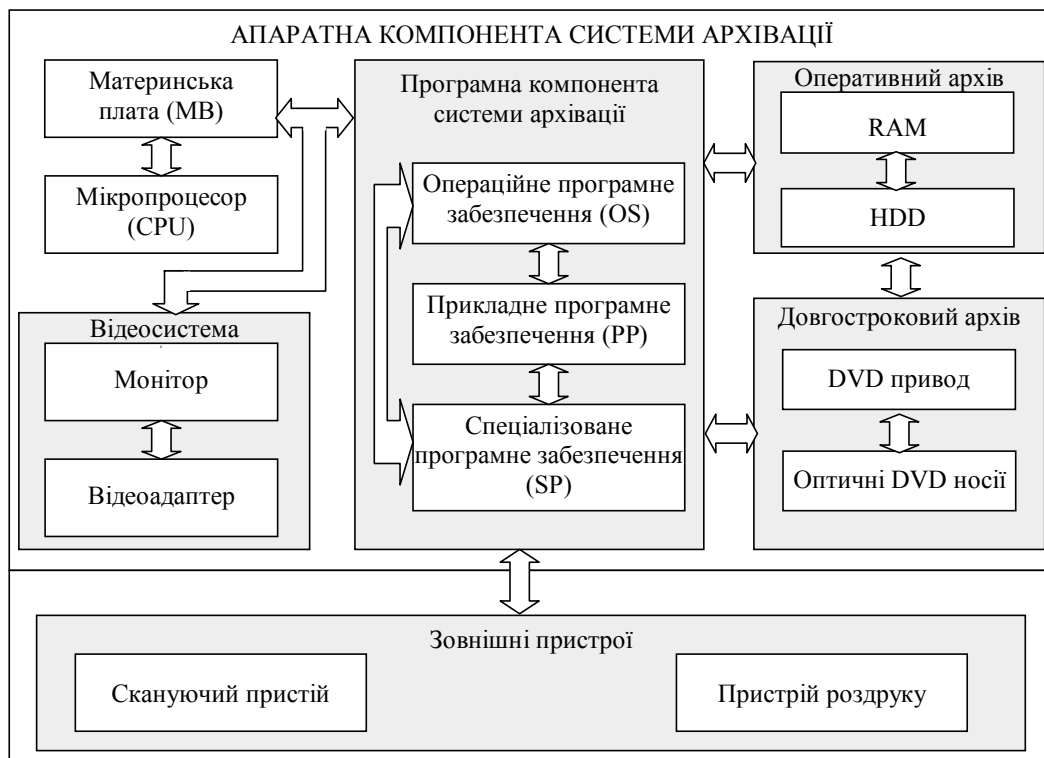 АПАРАТНА КОМПОНЕНТА СИСТЕМИ АРХІВАЦІЇ
Материнська
плата (MB)
Мікропроцесор
(CPU)
Відеосистема
Монітор
Відеоадаптер
Програмна компонента
системи архівації
Операційне програмне
забезпечення (OS)
Прикладне програмне
забезпечення (PP)
Спеціалізоване
програмне забезпечення
(SP)
Оперативний архів
RAM
HDD
Довгостроковий архів
DVD привод
Оптичні DVD носії
Зовнішні пристрої
Скануючий пристій
Пристрій роздруку